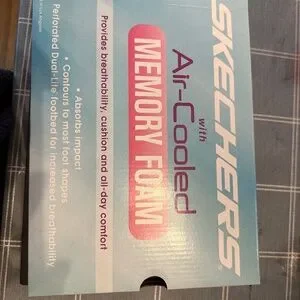 SKECHERS
with
Air-Cooled
MEMORY FOAM
Provides breathability, cushion and all-day comfort
• Absorbs impact
• Contours to most foot shapes
Perforated Dual-Lite footbed for increased breathability